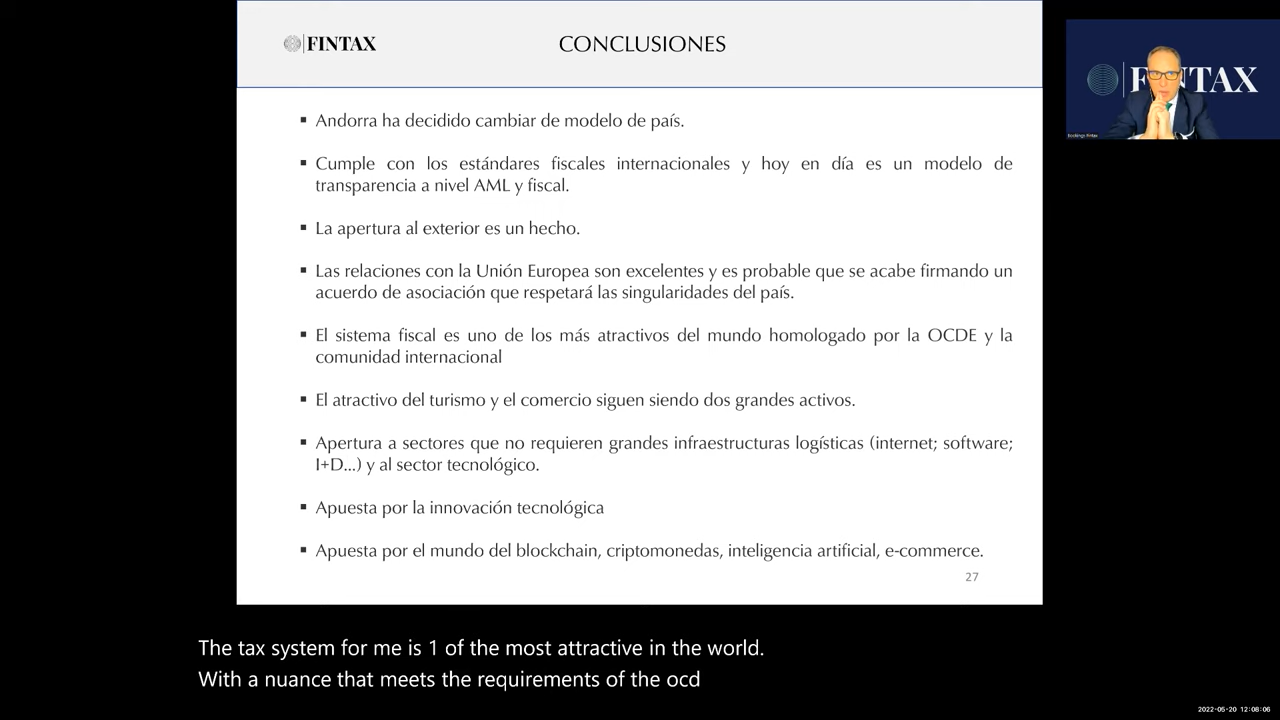 FINTAX
CONCLUSIONES
FINTAX
▪ Andorra ha decidido cambiar de modelo de país.
▪ Cumple con los estándares fiscales internacionales y hoy en día es un modelo de
transparencia a nivel AML y fiscal.
▪ La apertura al exterior es un hecho.
▪ Las relaciones con la Unión Europea son excelentes y es probable que se acabe firmando un
acuerdo de asociación que respetará las singularidades del país.
▪ El sistema fiscal es uno de los más atractivos del mundo homologado por la OCDE y la
comunidad internacional
▪ El atractivo del turismo y el comercio siguen siendo dos grandes activos.
▪ Apertura a sectores que no requieren grandes infraestructuras logísticas (internet; software;
I+D...) y al sector tecnológico.
▪ Apuesta por la innovación tecnológica
▪ Apuesta por el mundo del blockchain, criptomonedas, inteligencia artificial, e-commerce.
27
The tax system for me is 1 of the most attractive in the world.
With a nuance that meets the requirements of the ocd
2022-05-20 12:08:06